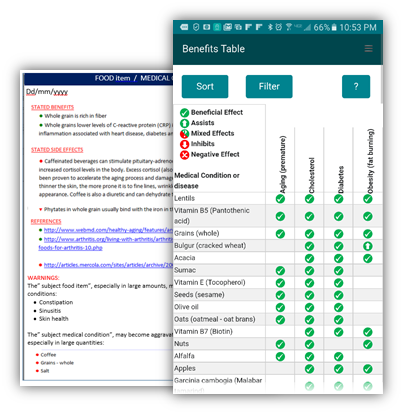 FOOD item / MEDICAL C
Dd/mm/yyyy
STATED BENEFITS
Whole grain is rich in fiber
Whole grains lower levels of C-reactive protein (CRP)
inflammation associated with heart disease, diabetes
STATED SIDE EFFECTS
Caffeinated beverages can stimulate pituitary-adreno
increased cortisol levels in the body. Excess cortisol (also
been proven to accelerate the aging process and damage
thinner the skin, the more prone it is to fine lines, wrinkl
appearance. Coffee is also a diuretic and can dehydrate
Phytates in whole grain usually bind with the iron in
REFERENCES
http://www.webmd.com/healthy-aging/features/an
http://www.arthritis.org/living-with-arthritis/arthrit
foods-for-arthritis-10.php
http://articles.mercola.com/sites/articles/archive/20
WARNINGS:
The" subject food item", especially in large amounts, m
conditions:
Constipation
Sinusitis
Skin health
The" subject medical condition", may become aggrava
especially in large quantities:
Coffee
Grains - whole
Salt
66% 10:53 PM
Benefits Table
Sort Filter ?
Beneficial Effect
Assists
Mixed Effects
Inhibits
Negative Effect
Medical Condition or
disease
Aging (premature)
Cholesterol
Diabetes
Obesity (fat burning)
Lentils
Vitamin B5 (Pantothenic
acid)
Grains (whole)
Bulgur (cracked wheat)
Acacia
Sumac
Vitamin E (Tocopherol)
Seeds (sesame)
Olive oil
Oats (oatmeal - oat brans)
Vitamin B7 (Biotin)
Nuts
Alfalfa
Apples
Garcinia cambogia (Malabar